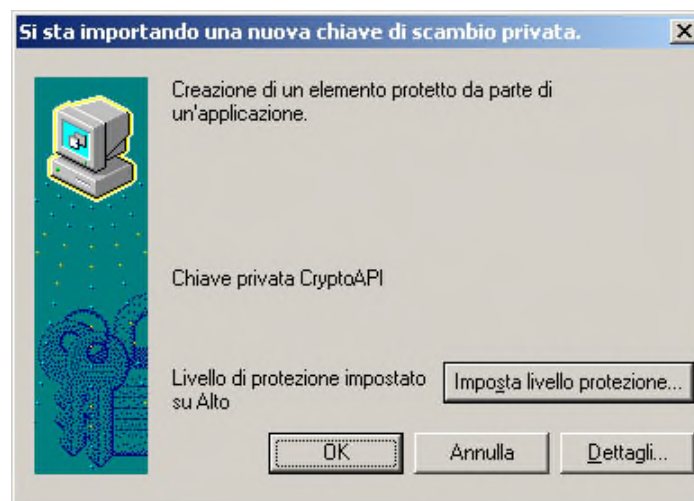 Si sta importando una nuova chiave di scambio privata.
Creazione di un elemento protetto da parte di
un'applicazione.
Chiave privata CryptoAPI
Livello di protezione impostato
su Alto
Imposta livello protezione...
OK
Annulla
Dettagli...